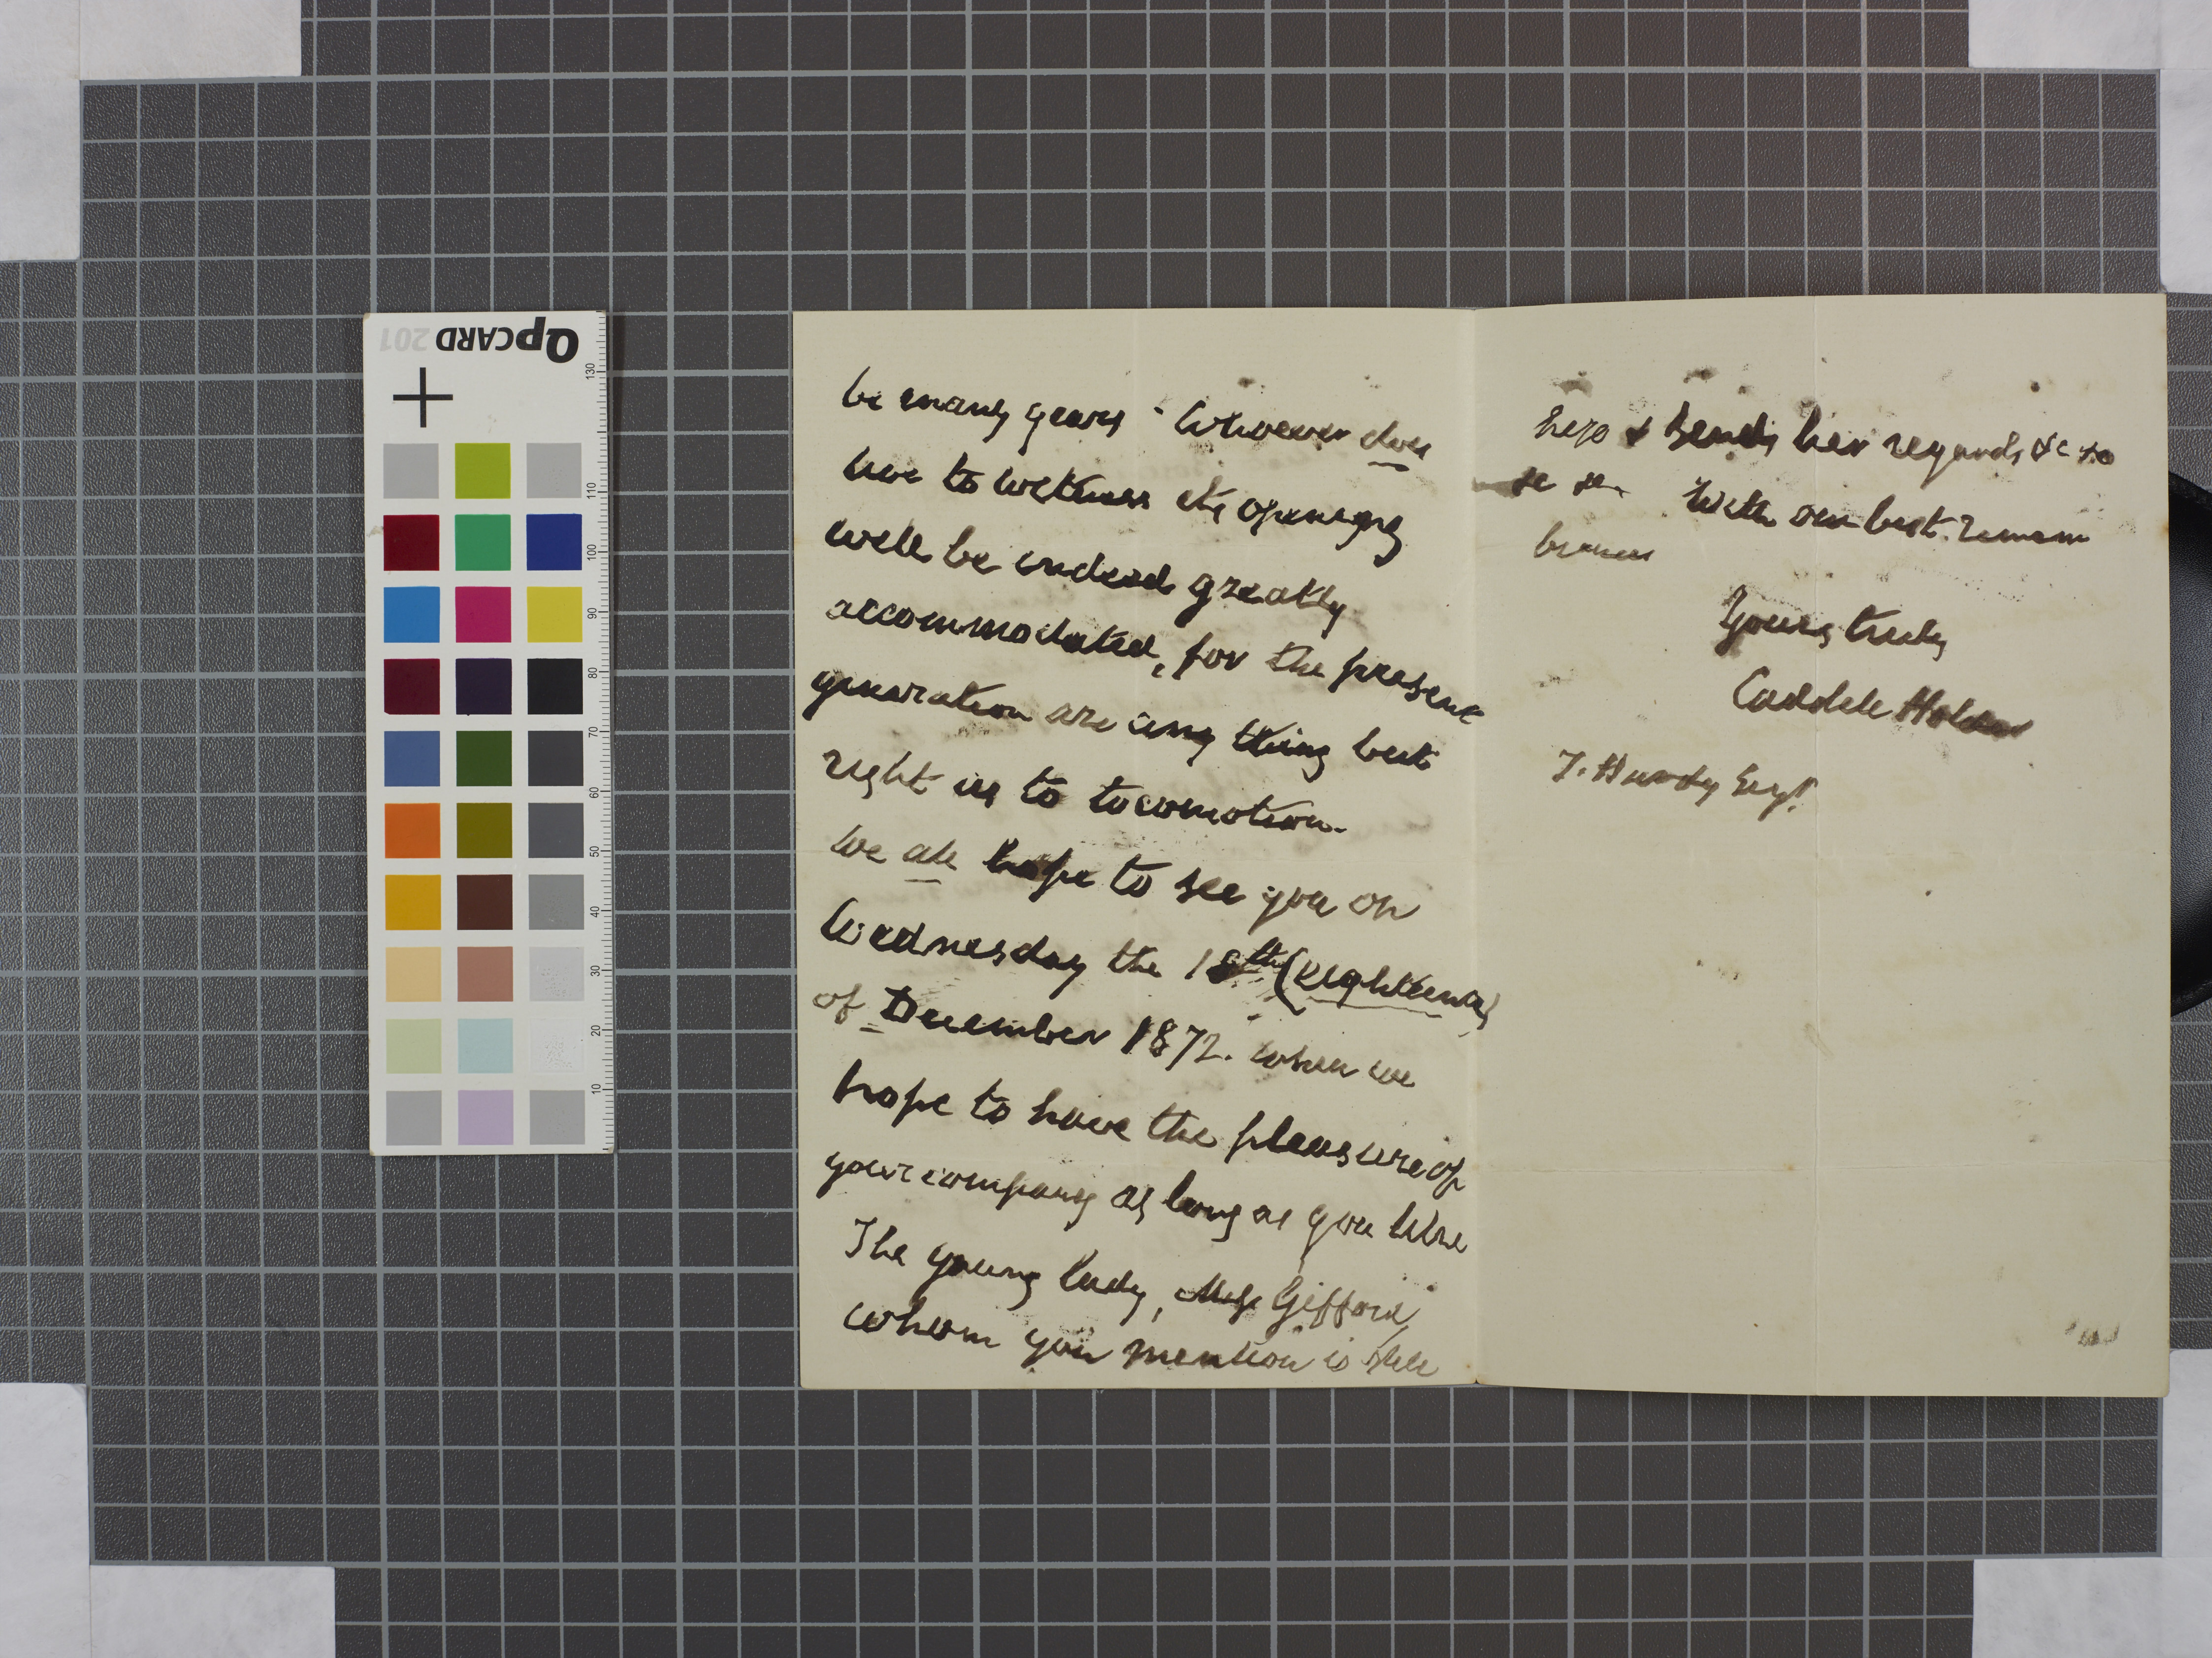 QPCARD 201
130
110
100
90
80
70
60
50
40
30
20
10
be many years - Whoever does
live to witness its opening
will be indeed greatly
accommodated, for the present
generation are any thing but
right as to locomotion.
We all hope to see you on
Wednesday the 18th (eighteenth)
of December 1872. when we
hope to have the pleasure of
your company as long as you like
The young lady, Miss Gifford,
whom you mention is still
here & sends her regards &c &c
&c &c. With our best remem
brances
Yours truly
Caddell Holder
T. Hardy Esqr.